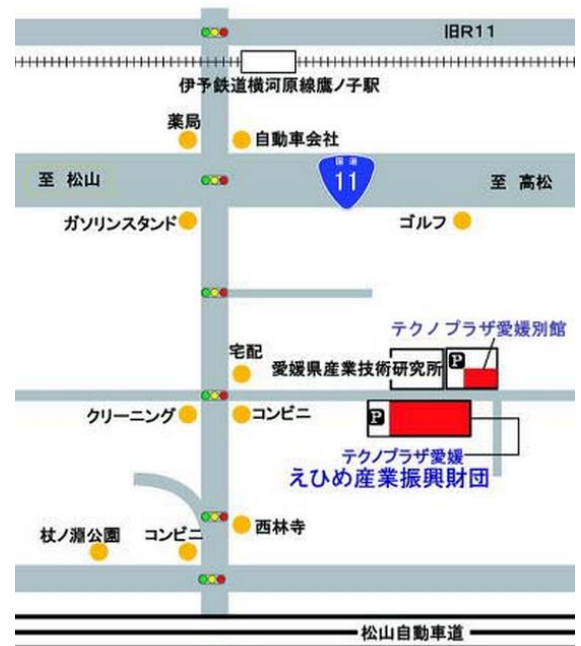 旧R11
伊予鉄道横河原線鷹ノ子駅
薬局
自動車会社
国道
11
至 松山
至 高松
ガソリンスタンド
ゴルフ
テクノプラザ愛媛別館
宅配
愛媛県産業技術研究所
P
クリーニング
コンビニ
P
テクノプラザ愛媛
えひめ産業振興財団
西林寺
杖ノ淵公園
コンビニ
松山自動車道